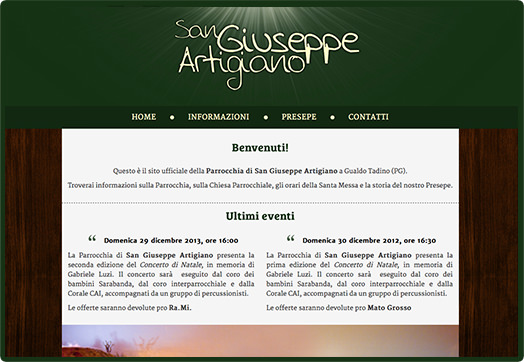 San Giuseppe
Artigiano
HOME • INFORMAZIONI • PRESEPE • CONTATTI
Benvenuti!
Questo è il sito ufficiale della Parrocchia di San Giuseppe Artigiano a Gualdo Tadino (PG).
Troverai informazioni sulla Parrocchia, sulla Chiesa Parrocchiale, gli orari della Santa Messa e la storia del nostro Presepe.
Ultimi eventi
“ Domenica 29 dicembre 2013, ore 16:00
La Parrocchia di San Giuseppe Artigiano presenta la
seconda edizione del Concerto di Natale, in memoria di
Gabriele Luzi. Il concerto sarà eseguito dal coro dei
bambini Sarabanda, dal coro interparrocchiale e dalla
Corale CAI, accompagnati da un gruppo di percussionisti.
Le offerte saranno devolute pro Ra.Mi.
“ Domenica 30 dicembre 2012, ore 16:30
La Parrocchia di San Giuseppe Artigiano presenta la
prima edizione del Concerto di Natale, in memoria di
Gabriele Luzi. Il concerto sarà eseguito dal coro dei
bambini Sarabanda, dal coro interparrocchiale e dalla
Corale CAI, accompagnati da un gruppo di percussionisti.
Le offerte saranno devolute pro Mato Grosso